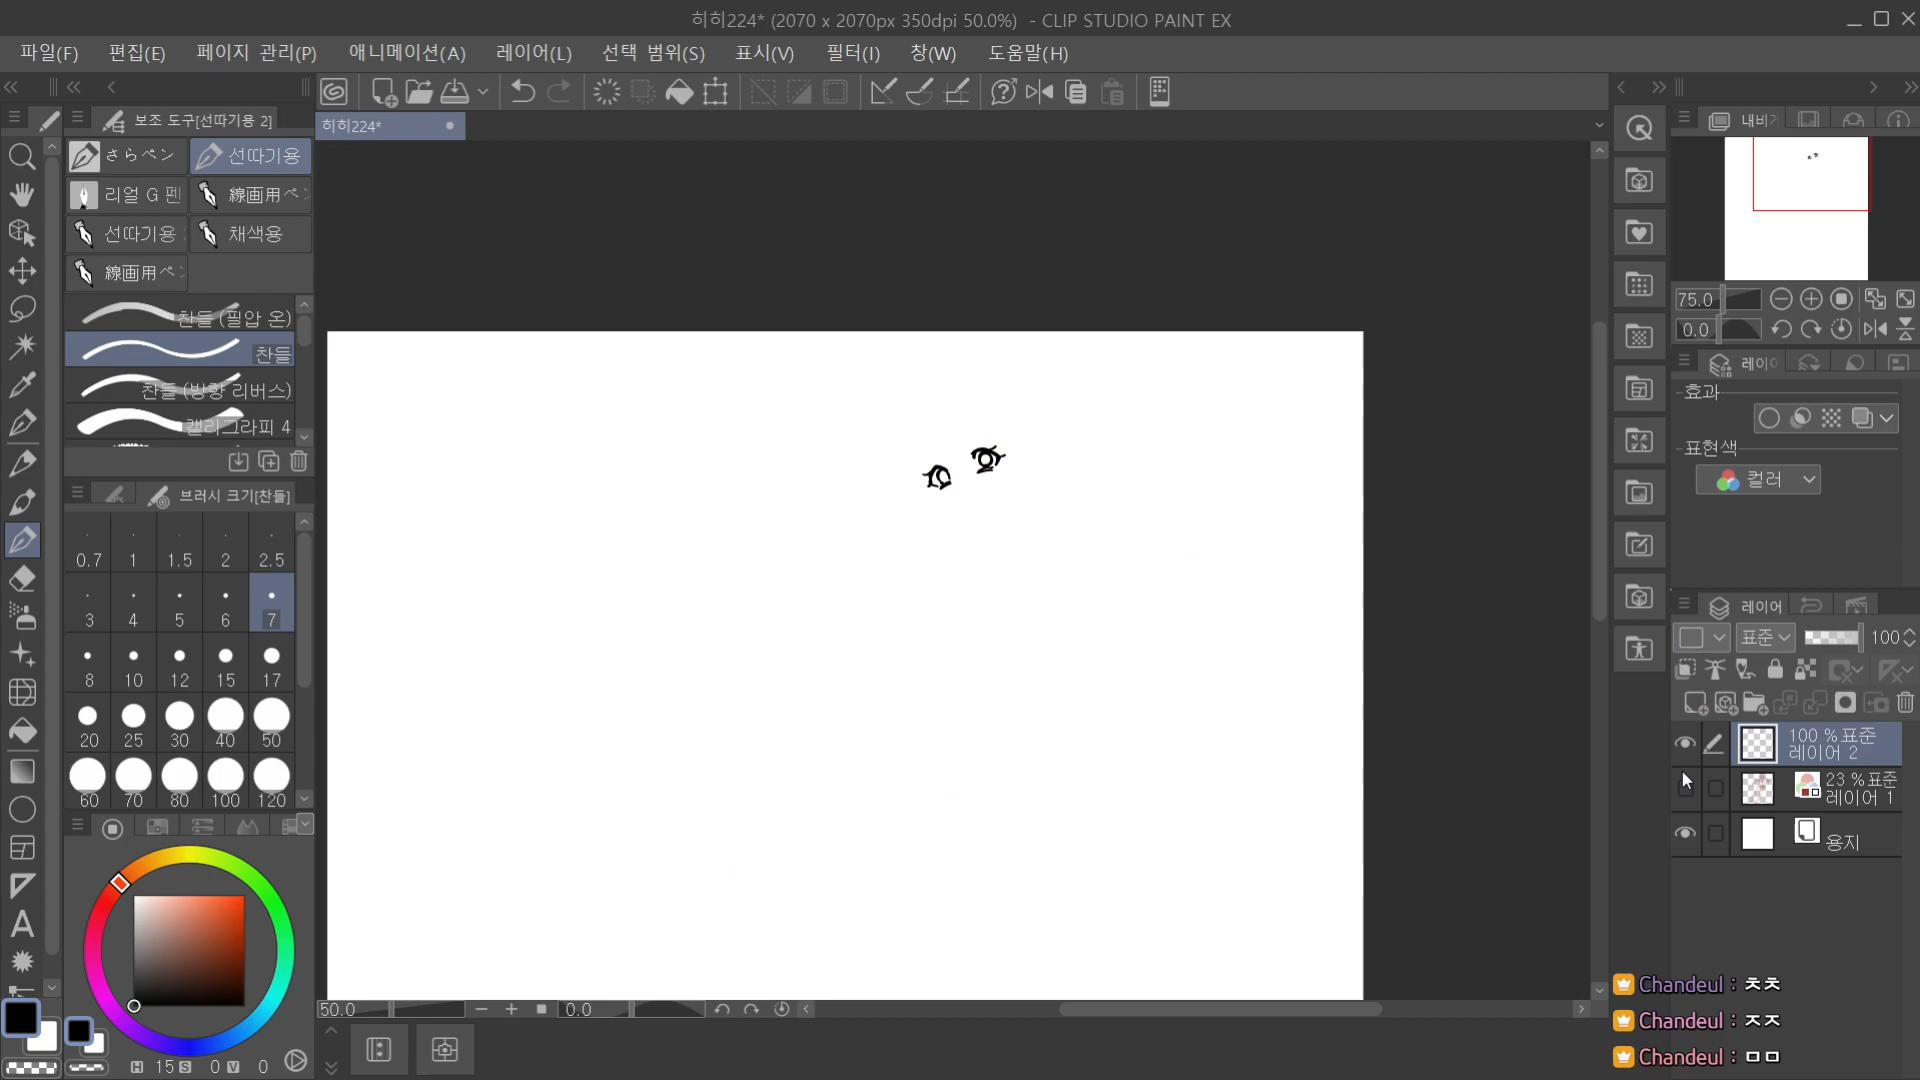 히히224* (2070 x 2070px 350dpi 50.0%) - CLIP STUDIO PAINT EX
파일(F) 편집(E) 페이지 관리(P) 애니메이션(A) 레이어(L) 선택 범위(S) 표시(V) 필터(I) 창(W) 도움말(H)
보조 도구[선따기용 2]
히히224*
さらペン 선따기용
리얼 G 펜 線画用ペ
선따기용 채색용
線画用ペ
찬들 (필압 온)
찬들
찬들 (방향 리버스)
캘리그라피 4
브러시 크기[찬들]
0.7 1 1.5 2 2.5
3 4 5 6 7
8 10 12 15 17
20 25 30 40 50
60 70 80 100 120
H 15 S 0 V 0
50.0 0.0
내비
75.0
0.0
레이
효과
표현색
컬러
레이어
표준 100
100 %표준
레이어 2
23 %표준
레이어 1
용지
Chandeul : ㅊㅊ
Chandeul : ㅈㅈ
Chandeul : ㅁㅁ